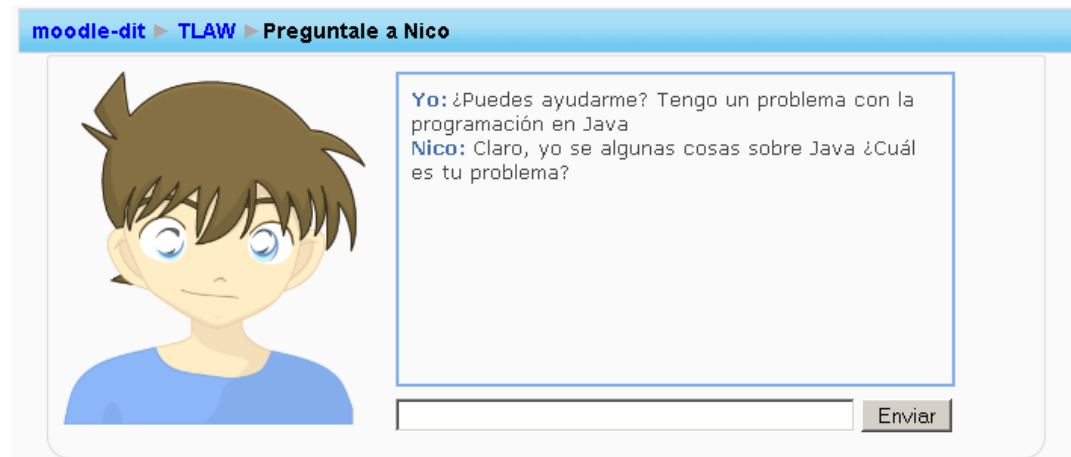 moodle-dit ► TLAW ► Preguntale a Nico
Yo: ¿Puedes ayudarme? Tengo un problema con la
programación en Java
Nico: Claro, yo se algunas cosas sobre Java ¿Cuál
es tu problema?
Enviar